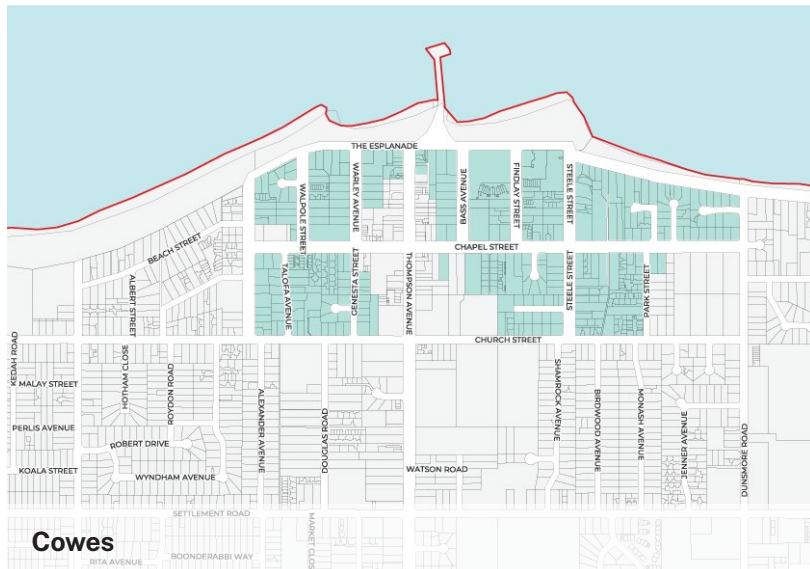 THE ESPLANADE
WALPOLE STREET
WARLEY AVENUE
BASS AVENUE
FINDLAY STREET
STEELE STREET
BEACH STREET
CHAPEL STREET
ALBERT STREET
TALOFA AVENUE
GENESTA STREET
THOMPSON AVENUE
STEELE STREET
PARK STREET
CHURCH STREET
KEDAH ROAD
MALAY STREET
HOTHAM CLOSE
ROYDON ROAD
ALEXANDER AVENUE
DOUGLAS ROAD
SHAMROCK AVENUE
BIRDWOOD AVENUE
MONASH AVENUE
JENNER AVENUE
DUNSMORE ROAD
PERLIS AVENUE
ROBERT DRIVE
KOALA STREET
WYNDHAM AVENUE
WATSON ROAD
SETTLEMENT ROAD
MARKET CLOS
Cowes
BOONDERABBI WAY
RITA AVENUE